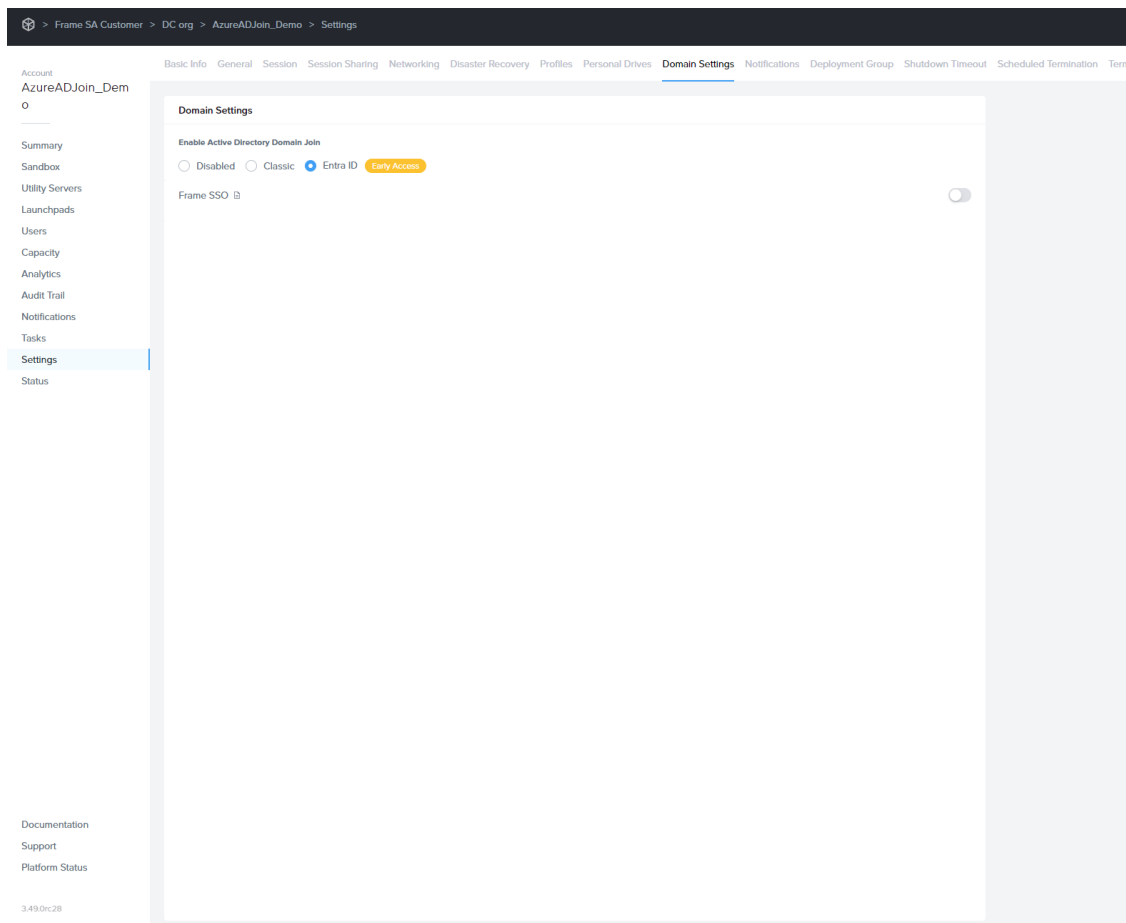 > Frame SA Customer > DC org > AzureADJoin_Demo > Settings
Basic Info General Session Session Sharing Networking Disaster Recovery Profiles Personal Drives Domain Settings Notifications Deployment Group Shutdown Timeout Scheduled Termination Tern
Account
AzureADJoin_Dem
o
Summary
Sandbox
Utility Servers
Launchpads
Users
Capacity
Analytics
Audit Trail
Notifications
Tasks
Settings
Status
Domain Settings
Enable Active Directory Domain Join
Disabled Classic Entra ID Early Access
Frame SSO
Documentation
Support
Platform Status
3.49.0rc28